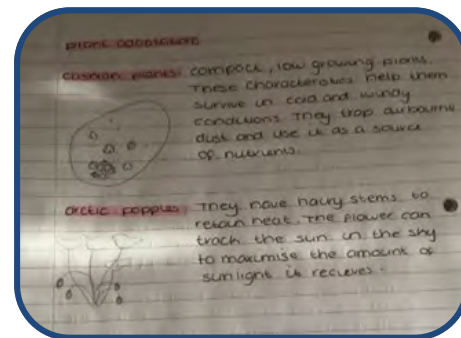 plant adaptations
cushion plants: compact, low growing plants.
These characteristics help them
survive in cold and windy
conditions. They trap airbourne
dust and use it as a source
of nutrients.
arctic poppies: They have hairy stems to
retain heat. The flower can
track the sun in the sky
to maximise the amount of
sunlight it recieves.